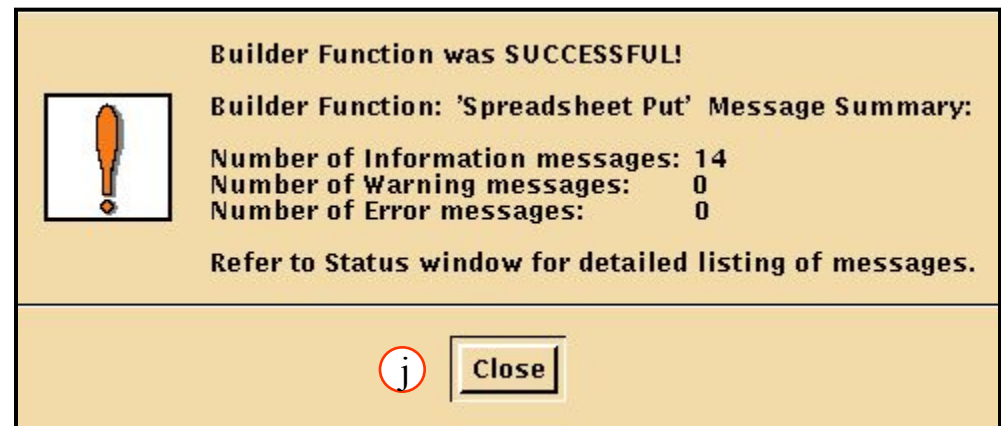 Builder Function was SUCCESSFUL!
Builder Function: 'Spreadsheet Put' Message Summary:
Number of Information messages: 14
Number of Warning messages: 0
Number of Error messages: 0
Refer to Status window for detailed listing of messages.
j Close